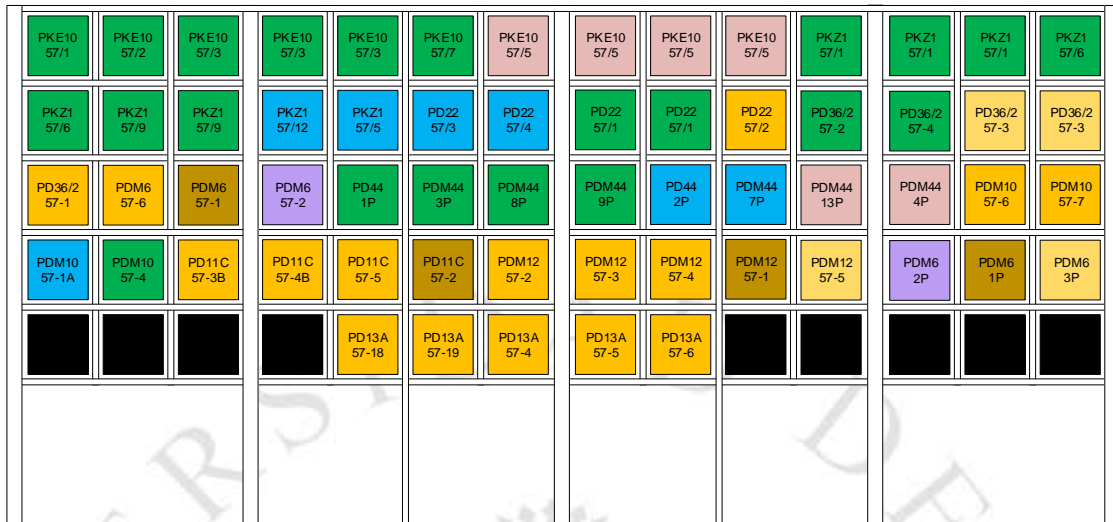 PKE10 57/1
PKE10 57/2
PKE10 57/3
PKE10 57/3
PKE10 57/3
PKE10 57/7
PKE10 57/5
PKE10 57/5
PKE10 57/5
PKE10 57/5
PKZ1 57/1
PKZ1 57/1
PKZ1 57/1
PKZ1 57/6
PKZ1 57/6
PKZ1 57/9
PKZ1 57/9
PKZ1 57/12
PKZ1 57/5
PD22 57/3
PD22 57/4
PD22 57/1
PD22 57/1
PD22 57/2
PD36/2 57-2
PD36/2 57-4
PD36/2 57-3
PD36/2 57-3
PD36/2 57-1
PDM6 57-6
PDM6 57-1
PDM6 57-2
PD44 1P
PDM44 3P
PDM44 8P
PDM44 9P
PD44 2P
PDM44 7P
PDM44 13P
PDM44 4P
PDM10 57-6
PDM10 57-7
PDM10 57-1A
PDM10 57-4
PD11C 57-3B
PD11C 57-4B
PD11C 57-5
PD11C 57-2
PDM12 57-2
PDM12 57-3
PDM12 57-4
PDM12 57-1
PDM12 57-5
PDM6 2P
PDM6 1P
PDM6 3P
PD13A 57-18
PD13A 57-19
PD13A 57-4
PD13A 57-5
PD13A 57-6